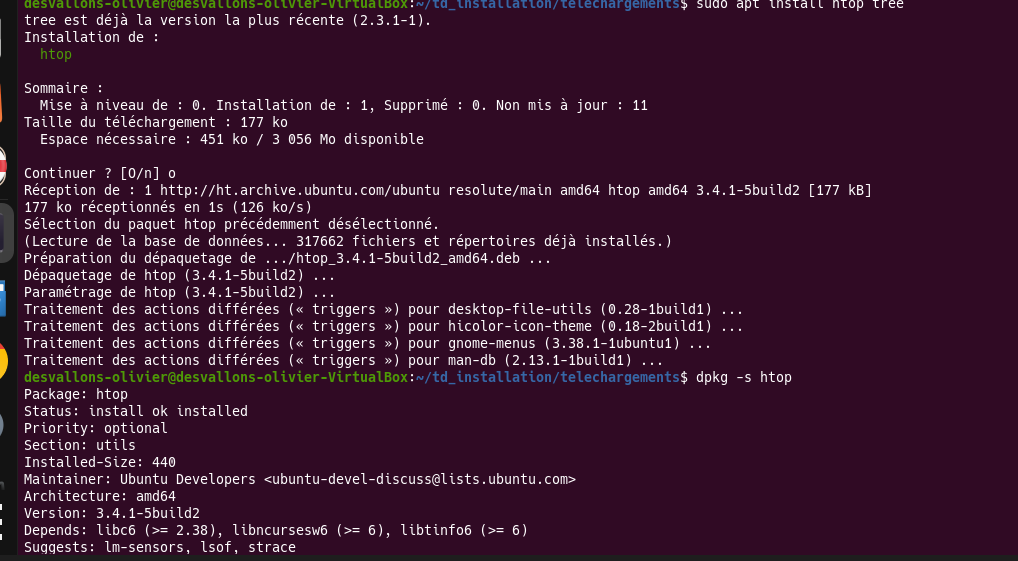 desvallons-olivier@desvallons-olivier-VirtualBox:~/td_installation/telechargements$ sudo apt install htop tree
tree est déjà la version la plus récente (2.3.1-1).
Installation de :
  htop

Sommaire :
  Mise à niveau de : 0. Installation de : 1, Supprimé : 0. Non mis à jour : 11
Taille du téléchargement : 177 ko
  Espace nécessaire : 451 ko / 3 056 Mo disponible

Continuer ? [O/n] o
Réception de : 1 http://ht.archive.ubuntu.com/ubuntu resolute/main amd64 htop amd64 3.4.1-5build2 [177 kB]
177 ko réceptionnés en 1s (126 ko/s)
Sélection du paquet htop précédemment désélectionné.
(Lecture de la base de données... 317662 fichiers et répertoires déjà installés.)
Préparation du dépaquetage de .../htop_3.4.1-5build2_amd64.deb ...
Dépaquetage de htop (3.4.1-5build2) ...
Paramétrage de htop (3.4.1-5build2) ...
Traitement des actions différées (« triggers ») pour desktop-file-utils (0.28-1build1) ...
Traitement des actions différées (« triggers ») pour hicolor-icon-theme (0.18-2build1) ...
Traitement des actions différées (« triggers ») pour gnome-menus (3.38.1-1ubuntu1) ...
Traitement des actions différées (« triggers ») pour man-db (2.13.1-1build1) ...
desvallons-olivier@desvallons-olivier-VirtualBox:~/td_installation/telechargements$ dpkg -s htop
Package: htop
Status: install ok installed
Priority: optional
Section: utils
Installed-Size: 440
Maintainer: Ubuntu Developers <ubuntu-devel-discuss@lists.ubuntu.com>
Architecture: amd64
Version: 3.4.1-5build2
Depends: libc6 (>= 2.38), libncursesw6 (>= 6), libtinfo6 (>= 6)
Suggests: lm-sensors, lsof, strace